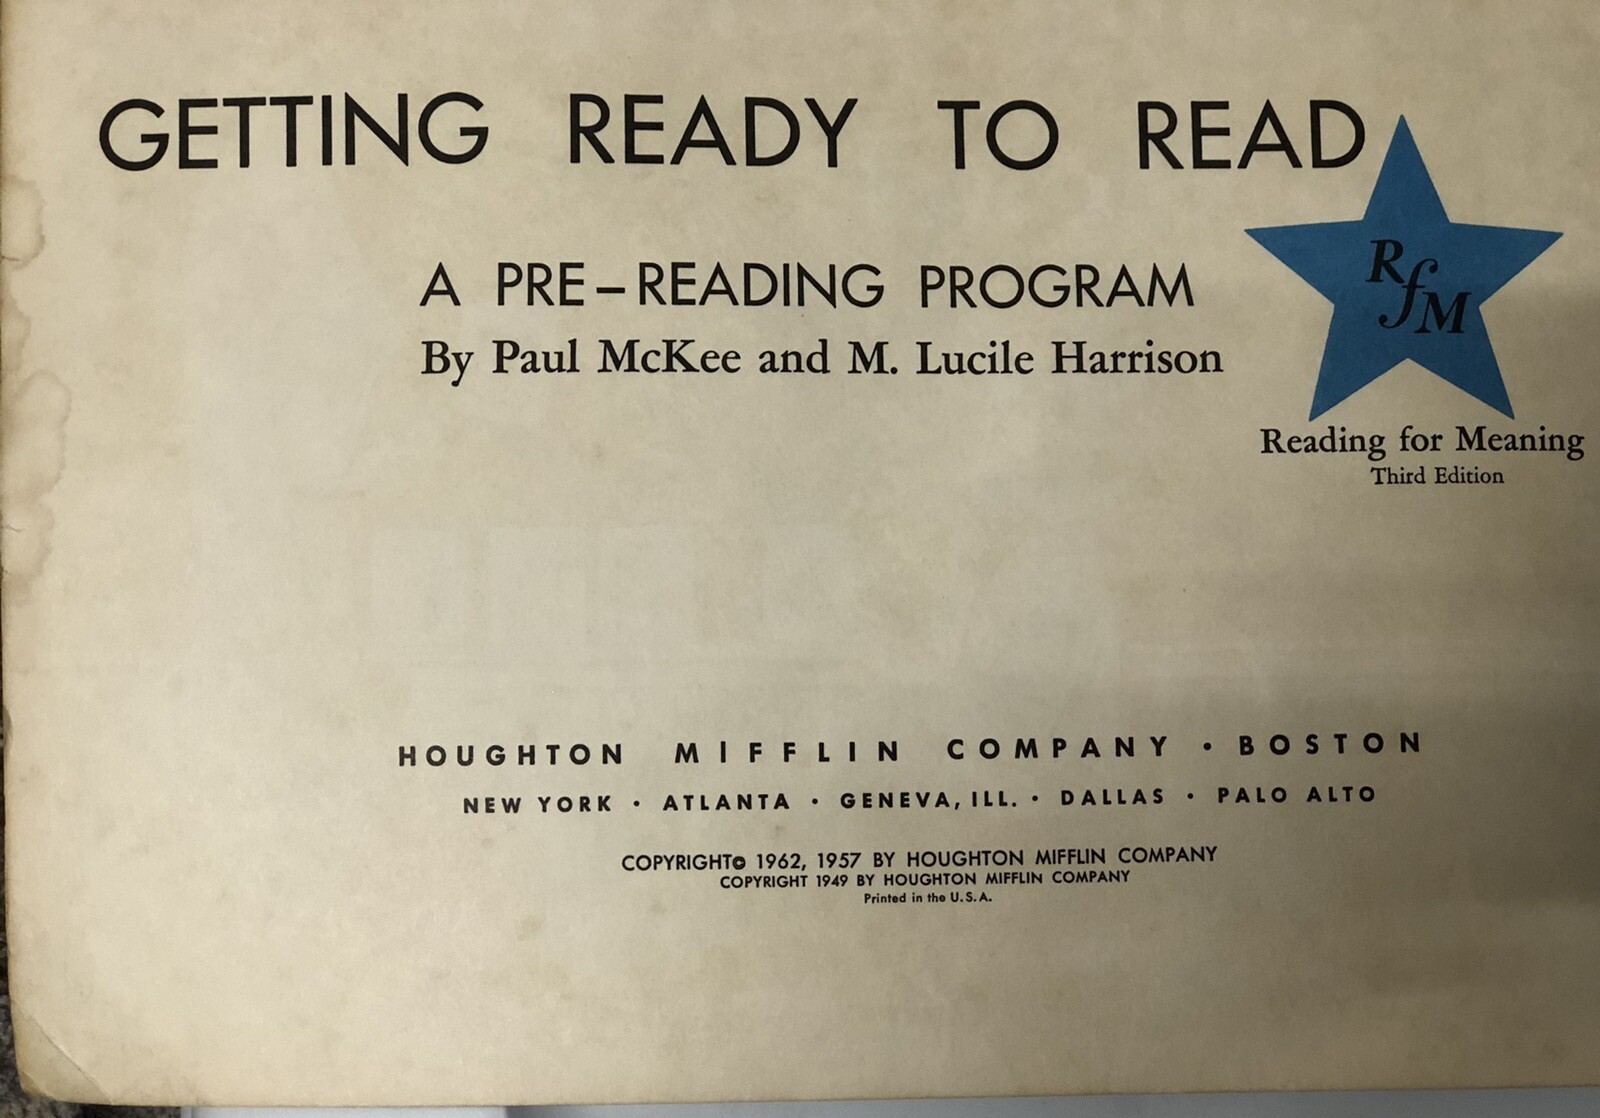 GETTING READY TO READ
A PRE-READING PROGRAM
By Paul McKee and M. Lucile Harrison
RfM
Reading for Meaning
Third Edition
HOUGHTON MIFFLIN COMPANY · BOSTON
NEW YORK · ATLANTA · GENEVA, ILL. · DALLAS · PALO ALTO
COPYRIGHT© 1962, 1957 BY HOUGHTON MIFFLIN COMPANY
COPYRIGHT 1949 BY HOUGHTON MIFFLIN COMPANY
Printed in the U.S.A.